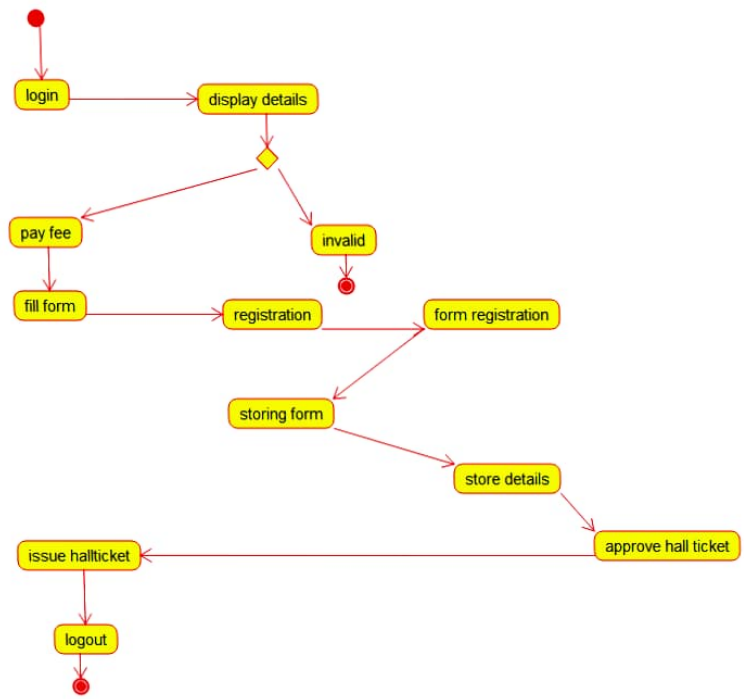 login
display details
pay fee
invalid
fill form
registration
form registration
storing form
store details
approve hall ticket
issue hallticket
logout